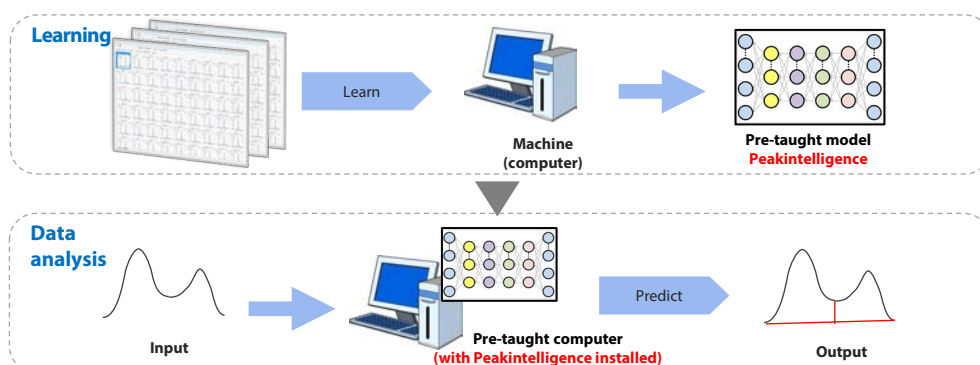 Learning
Learn
Machine
(computer)
Pre-taught model
Peakintelligence
Data
analysis
Input
Pre-taught computer
(with Peakintelligence installed)
Predict
Output